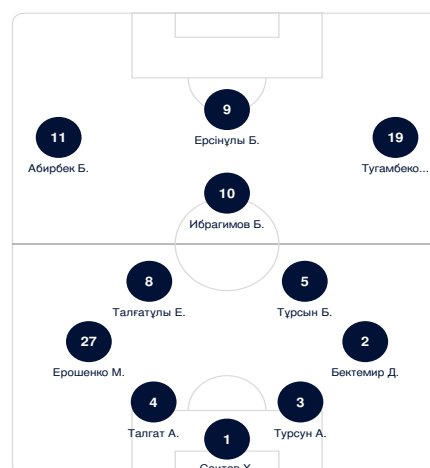 9
Ерсінұлы Б.
11
19
Абирбек Б.
Тугамбеко...
10
Ибрагимов Б.
8
5
Талғатұлы Е.
Тұрсын Б.
27
2
Ерошенко М.
Бектемир Д.
4
3
Талгат А.
Турсун А.
1